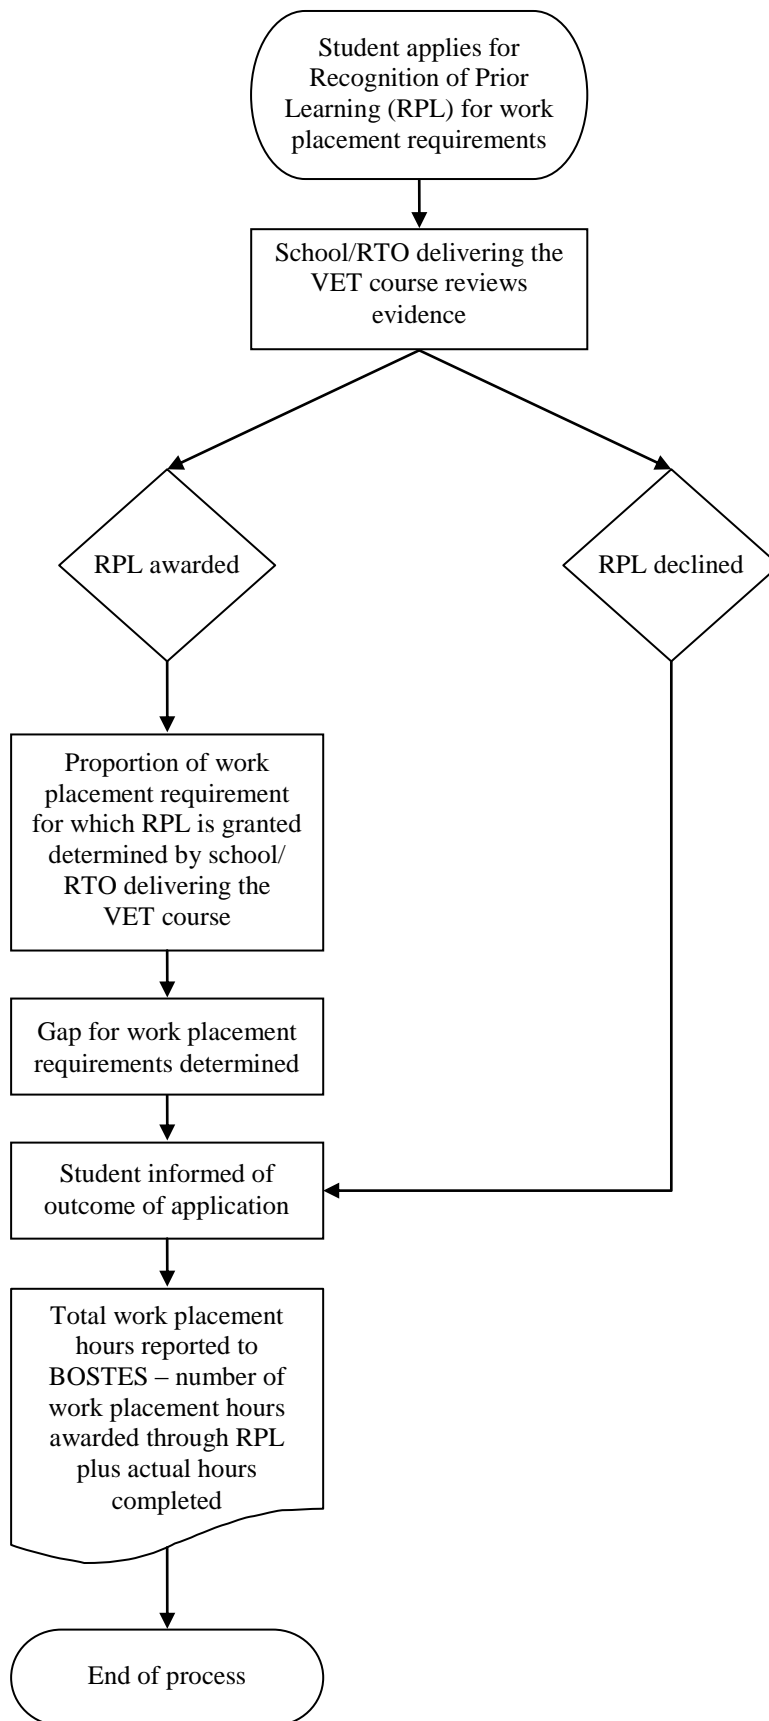 Student applies for
Recognition of Prior
Learning (RPL) for work
placement requirements
School/RTO delivering the
VET course reviews
evidence
RPL awarded
RPL declined
Proportion of work
placement requirement
for which RPL is granted
determined by school/
RTO delivering the
VET course
Gap for work placement
requirements determined
Student informed of
outcome of application
Total work placement
hours reported to
BOSTES – number of
work placement hours
awarded through RPL
plus actual hours
completed
End of process